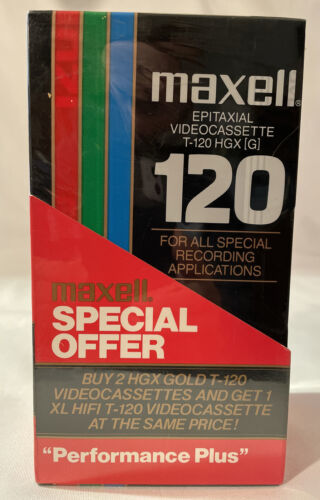 maxell®
EPITAXIAL
VIDEOCASSETTE
T-120 HGX [G]
120
FOR ALL SPECIAL
RECORDING
APPLICATIONS
maxell.
SPECIAL
OFFER
BUY 2 HGX GOLD T-120
VIDEOCASSETTES AND GET 1
XL HIFI T-120 VIDEOCASSETTE
AT THE SAME PRICE!
"Performance Plus"